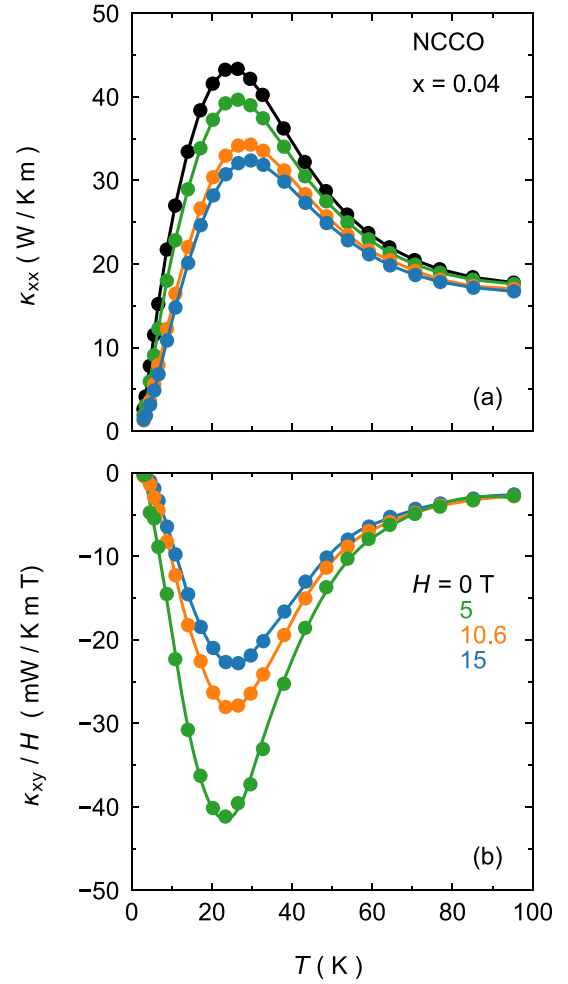 NCCO
x = 0.04
50
40
30
20
10
0
κxx ( W / K m )
(a)
0
−10
−20
−30
−40
−50
κxy / H ( mW / K m T )
H = 0 T
5
10.6
15
(b)
0 20 40 60 80 100
T ( K )